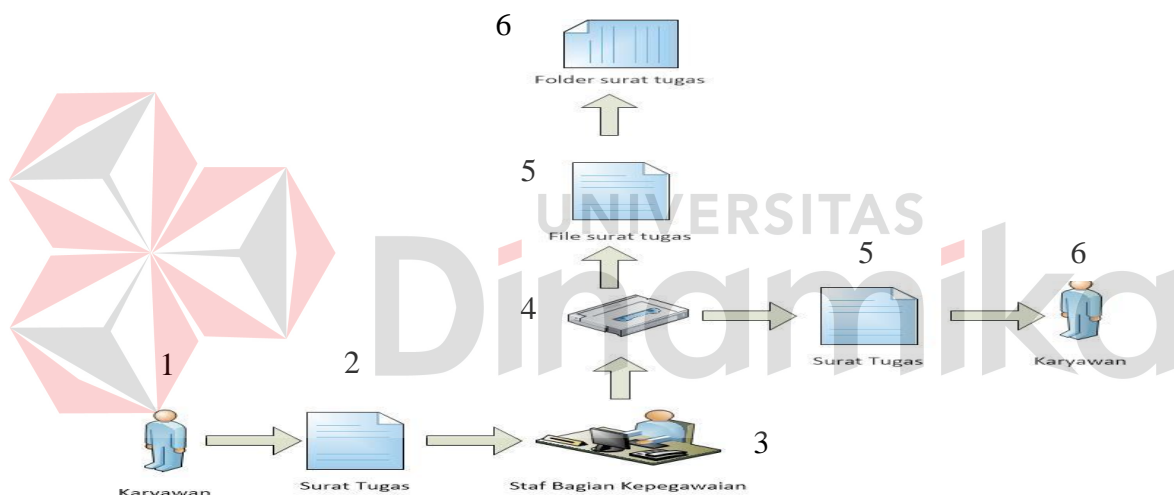 6
Folder surat tugas
5
UNIVERSITAS
File surat tugas
5
6
Dinamika
4
Surat Tugas
Karyawan
1
2
3
Karyawan
Surat Tugas
Staf Bagian Kepegawaian